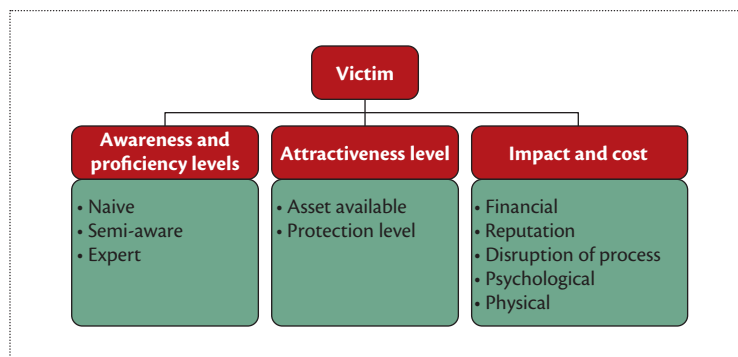 Victim
Awareness and
proficiency levels
• Naive
• Semi-aware
• Expert
Attractiveness level
• Asset available
• Protection level
Impact and cost
• Financial
• Reputation
• Disruption of process
• Psychological
• Physical